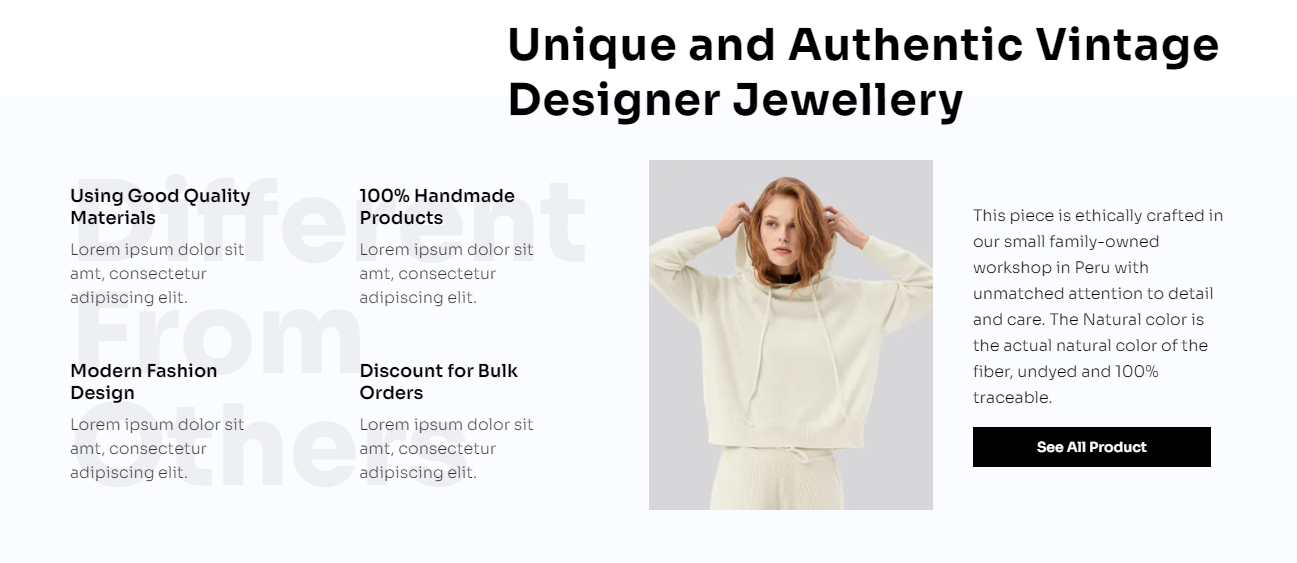 Unique and Authentic Vintage
Designer Jewellery
Different
From
Others
Using Good Quality
Materials
Lorem ipsum dolor sit
amt, consectetur
adipiscing elit.
100% Handmade
Products
Lorem ipsum dolor sit
amt, consectetur
adipiscing elit.
Modern Fashion
Design
Lorem ipsum dolor sit
amt, consectetur
adipiscing elit.
Discount for Bulk
Orders
Lorem ipsum dolor sit
amt, consectetur
adipiscing elit.
This piece is ethically crafted in
our small family-owned
workshop in Peru with
unmatched attention to detail
and care. The Natural color is
the actual natural color of the
fiber, undyed and 100%
traceable.
See All Product